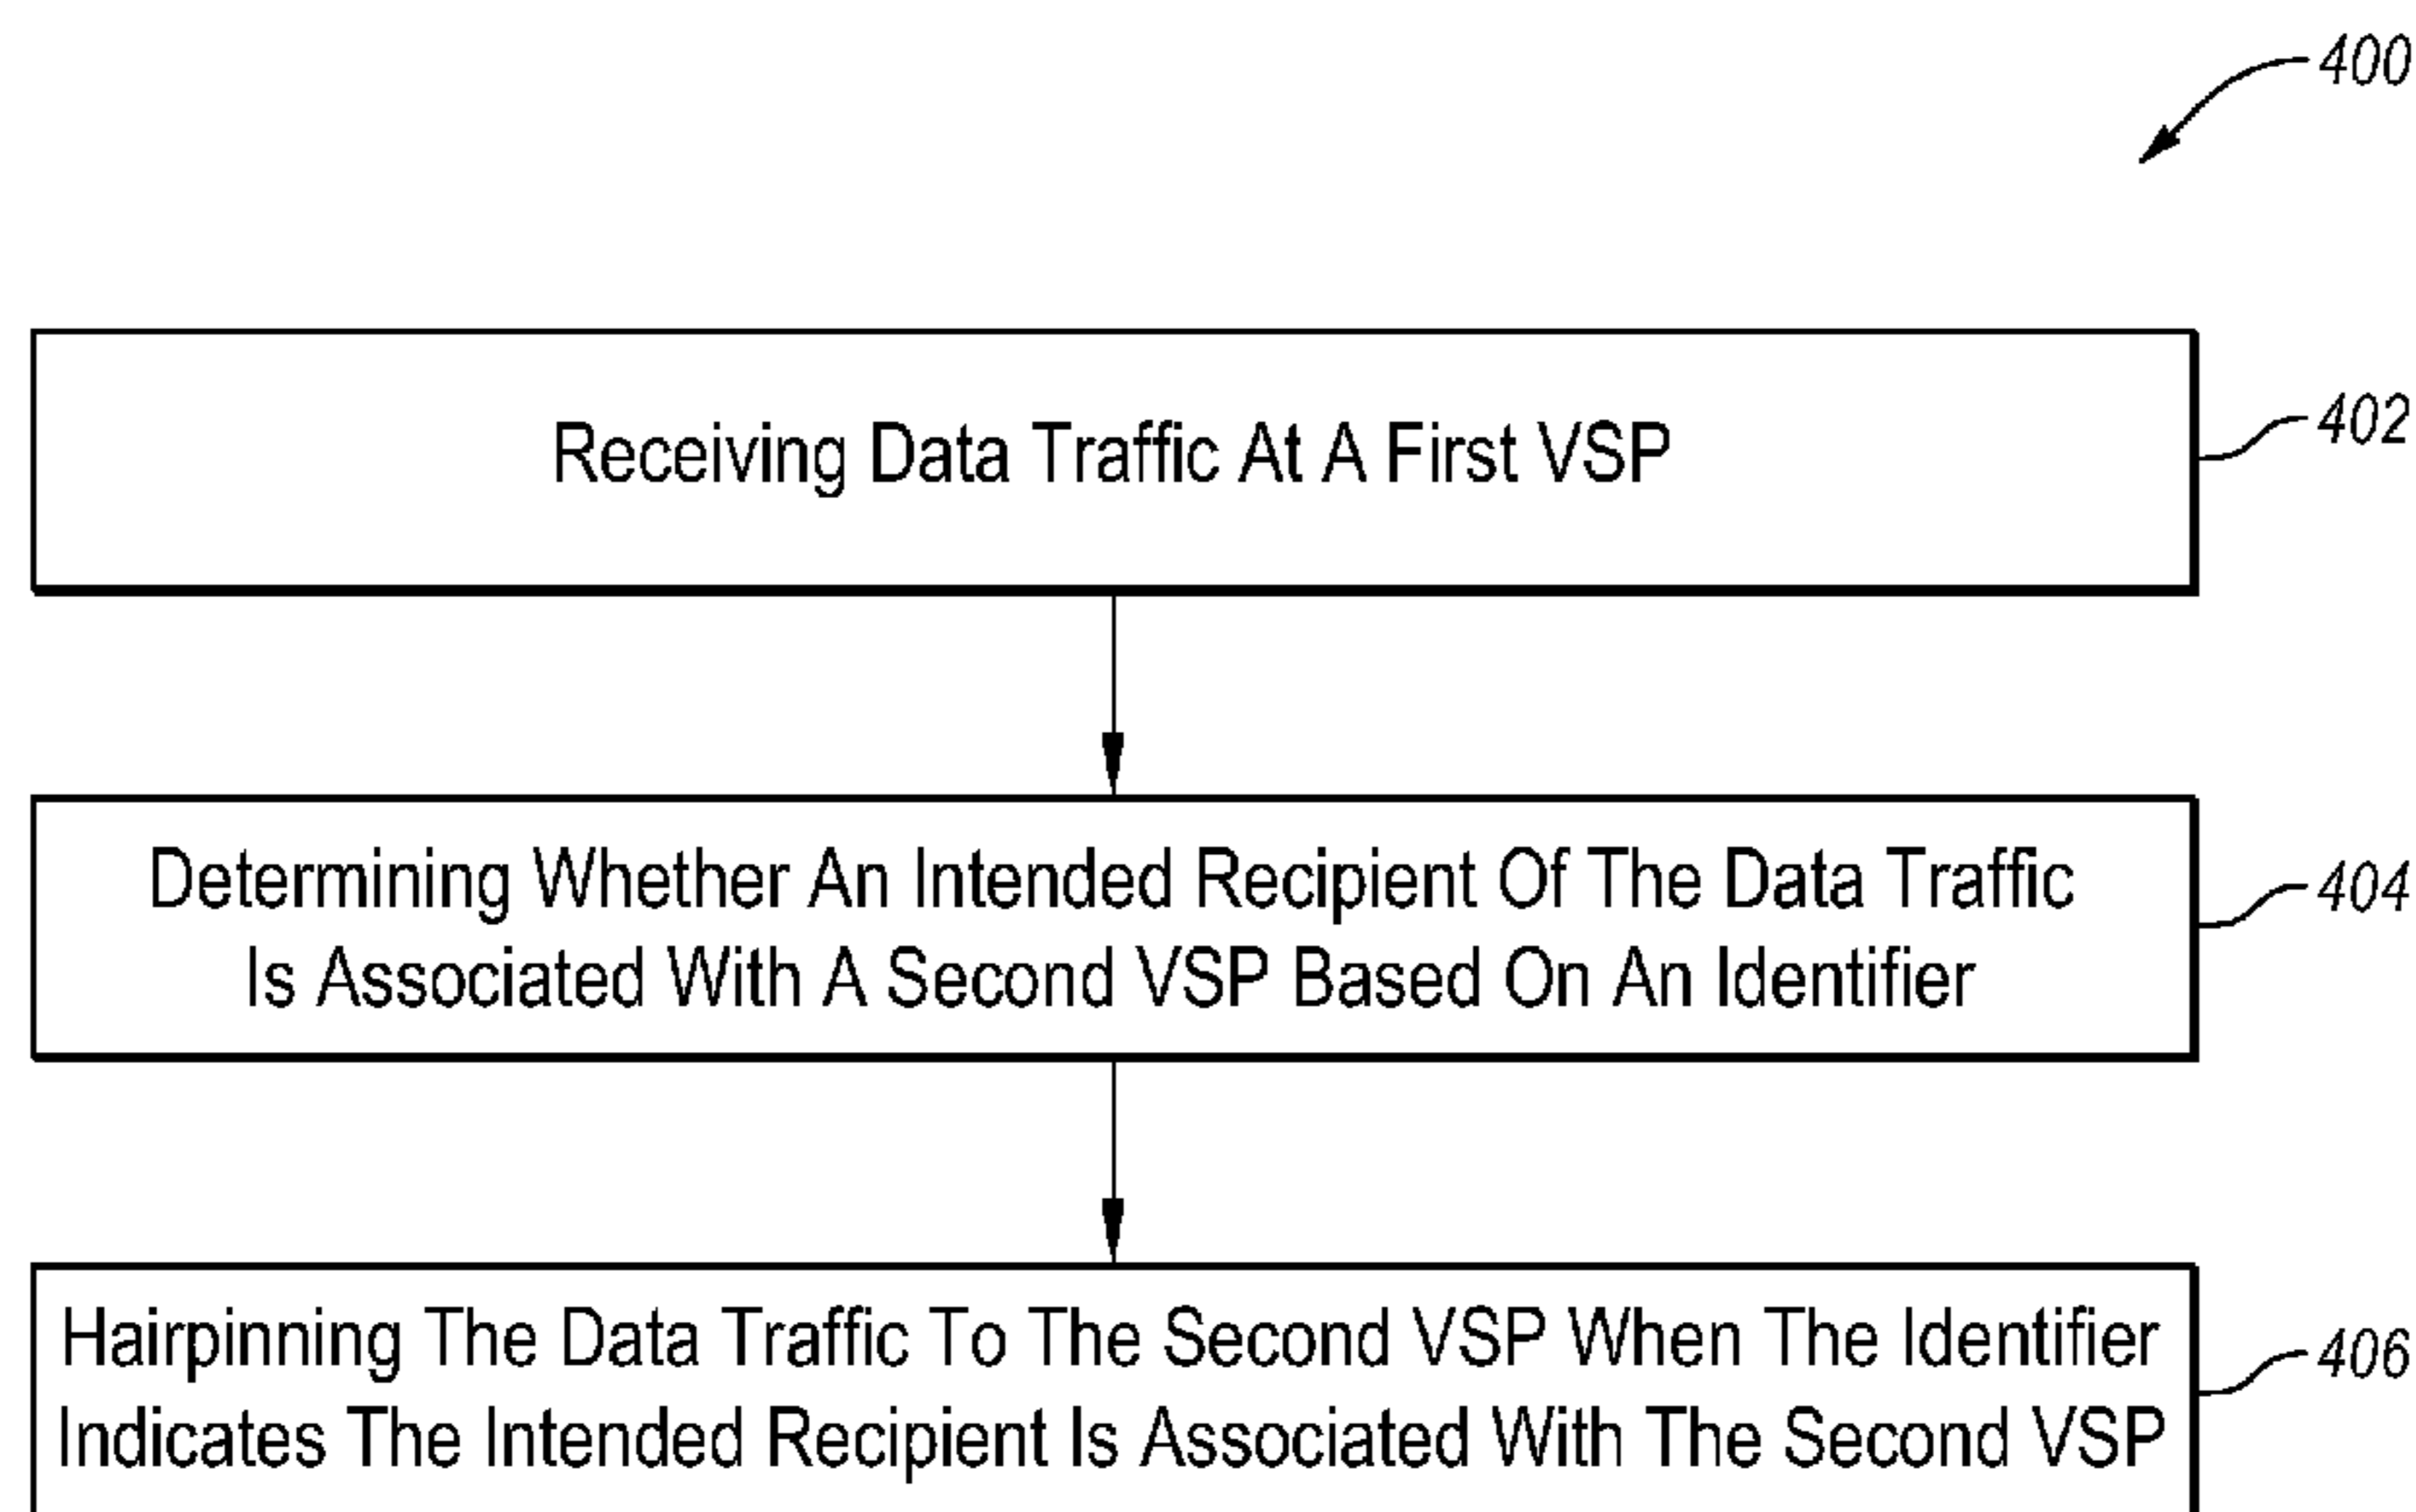 400
Receiving Data Traffic At A First VSP
402
Determining Whether An Intended Recipient Of The Data Traffic
Is Associated With A Second VSP Based On An Identifier
404
Hairpinning The Data Traffic To The Second VSP When The Identifier
Indicates The Intended Recipient Is Associated With The Second VSP
406